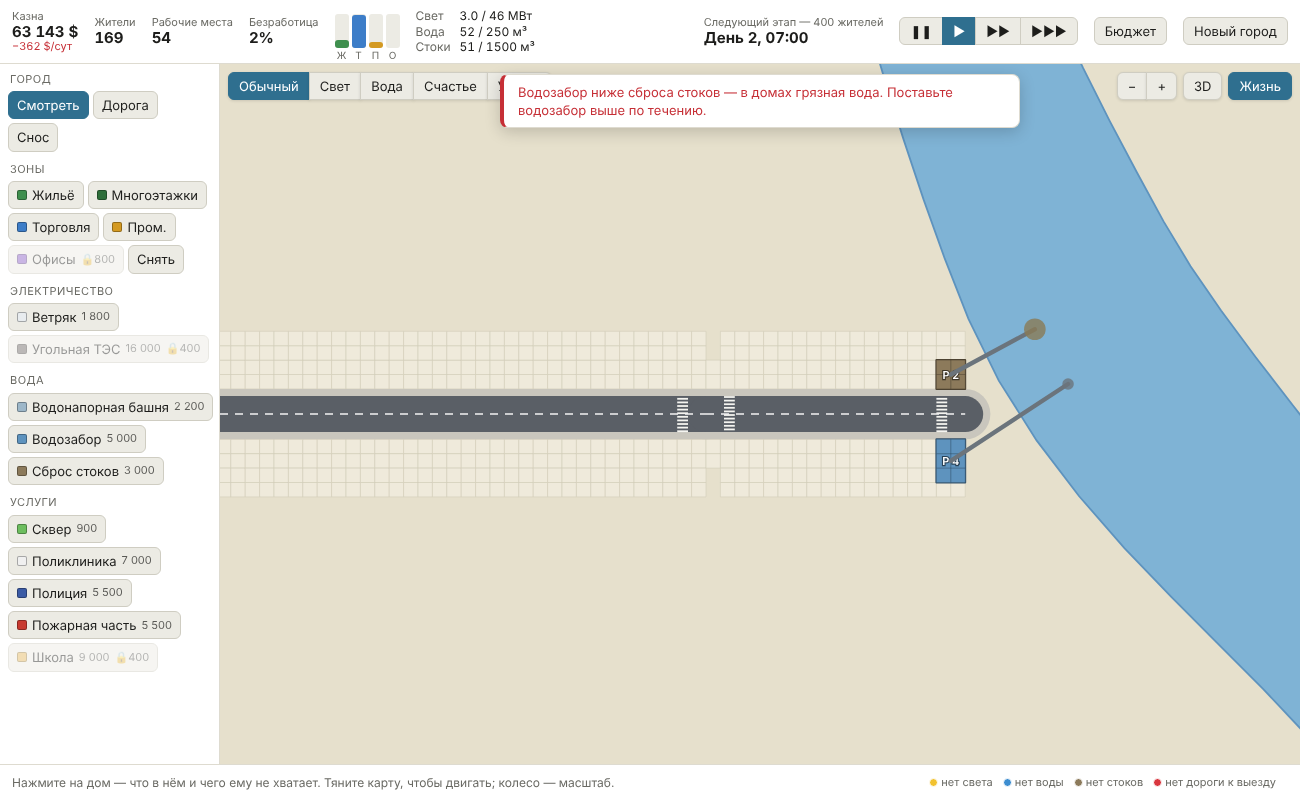 Казна
63 143 $
−362 $/сут
Жители
169
Рабочие места
54
Безработица
2%
Ж Т П О
Свет 3.0 / 46 МВт
Вода 52 / 250 м³
Стоки 51 / 1500 м³
Следующий этап — 400 жителей
День 2, 07:00
Бюджет
Новый город
ГОРОД
Смотреть
Дорога
Снос
ЗОНЫ
Жильё
Многоэтажки
Торговля
Пром.
Офисы 800
Снять
ЭЛЕКТРИЧЕСТВО
Ветряк 1 800
Угольная ТЭС 16 000 400
ВОДА
Водонапорная башня 2 200
Водозабор 5 000
Сброс стоков 3 000
УСЛУГИ
Сквер 900
Поликлиника 7 000
Полиция 5 500
Пожарная часть 5 500
Школа 9 000 400
Обычный
Свет
Вода
Счастье
Водозабор ниже сброса стоков — в домах грязная вода. Поставьте
водозабор выше по течению.
−
+
3D
Жизнь
Нажмите на дом — что в нём и чего ему не хватает. Тяните карту, чтобы двигать; колесо — масштаб.
нет света
нет воды
нет стоков
нет дороги к выезду